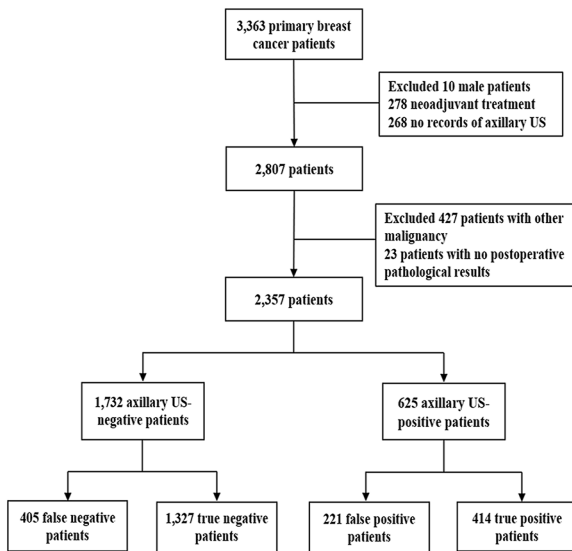 3,363 primary breast
cancer patients
Excluded 10 male patients
278 neoadjuvant treatment
268 no records of axillary US
2,807 patients
Excluded 427 patients with other
malignancy
23 patients with no postoperative
pathological results
2,357 patients
1,732 axillary US-
negative patients
625 axillary US-
positive patients
405 false negative
patients
1,327 true negative
patients
221 false positive
patients
414 true positive
patients